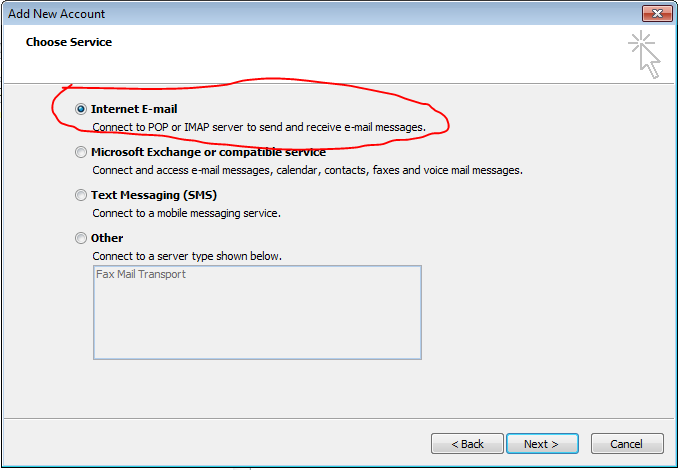 Add New Account
Choose Service
Internet E-mail
Connect to POP or IMAP server to send and receive e-mail messages.
Microsoft Exchange or compatible service
Connect and access e-mail messages, calendar, contacts, faxes and voice mail messages.
Text Messaging (SMS)
Connect to a mobile messaging service.
Other
Connect to a server type shown below.
Fax Mail Transport
< Back Next > Cancel